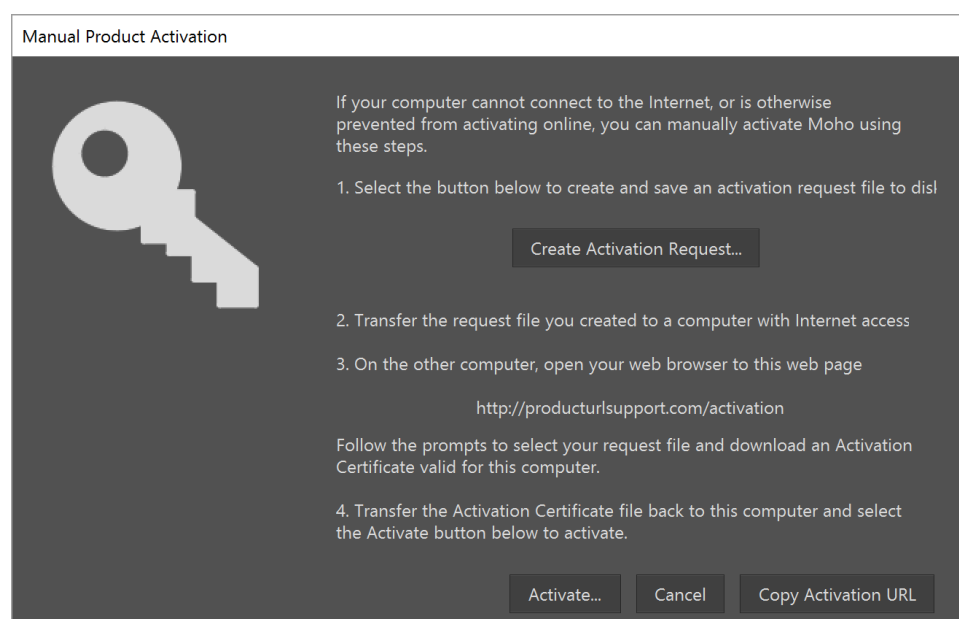 Manual Product Activation
If your computer cannot connect to the Internet, or is otherwise
prevented from activating online, you can manually activate Moho using
these steps.
1. Select the button below to create and save an activation request file to
Create Activation Request...
2. Transfer the request file you created to a computer with Internet access
3. On the other computer, open your web browser to this web page
http://producturlsupport.com/activation
Follow the prompts to select your request file and download an Activation
Certificate valid for this computer.
4. Transfer the Activation Certificate file back to this computer and select
the Activate button below to activate.
Activate...
Cancel
Copy Activation URL